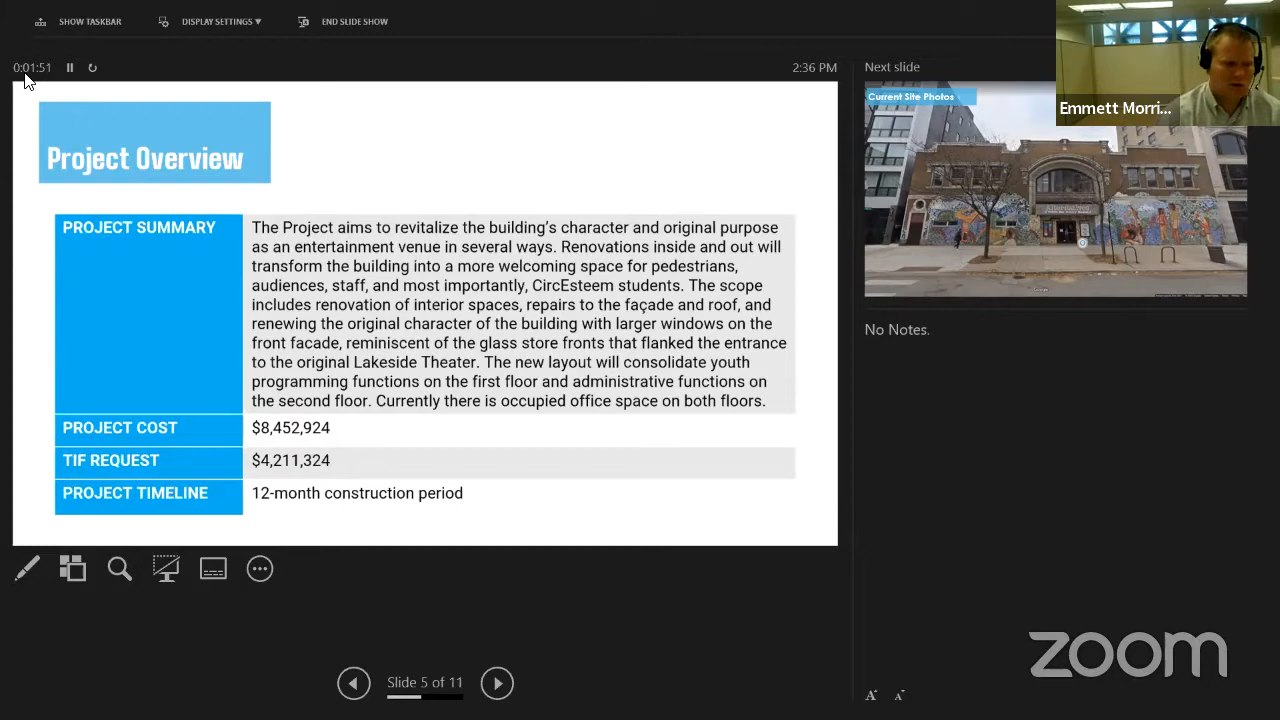 SHOW TASKBAR
DISPLAY SETTINGS ▼
END SLIDE SHOW
0:01:51
2:36 PM
Next slide
Emmett Morri...
Project Overview
PROJECT SUMMARY
The Project aims to revitalize the building's character and original purpose
as an entertainment venue in several ways. Renovations inside and out will
transform the building into a more welcoming space for pedestrians,
audiences, staff, and most importantly, CircEsteem students. The scope
includes renovation of interior spaces, repairs to the façade and roof, and
renewing the original character of the building with larger windows on the
front facade, reminiscent of the glass store fronts that flanked the entrance
to the original Lakeside Theater. The new layout will consolidate youth
programming functions on the first floor and administrative functions on
the second floor. Currently there is occupied office space on both floors.
PROJECT COST
$8,452,924
TIF REQUEST
$4,211,324
PROJECT TIMELINE
12-month construction period
Current Site Photos
Alternatives
Google
No Notes.
Slide 5 of 11
zoom
A
A